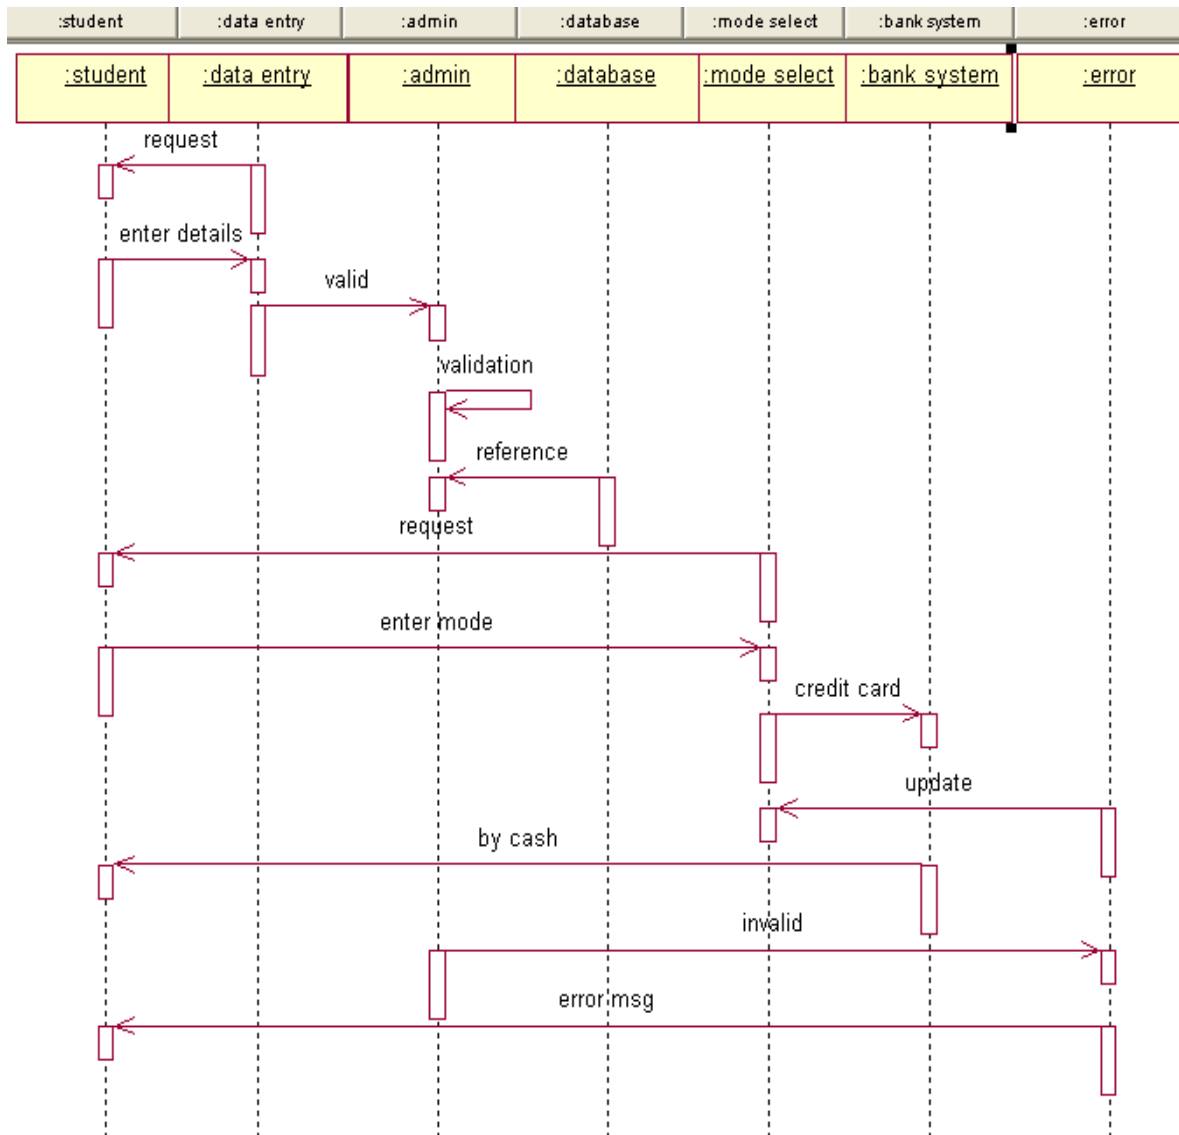 :student :data entry :admin :database :mode select :bank system :error
:student :data entry :admin :database :mode select :bank system :error
request
enter details
valid
validation
reference
request
enter mode
credit card
update
by cash
invalid
error msg